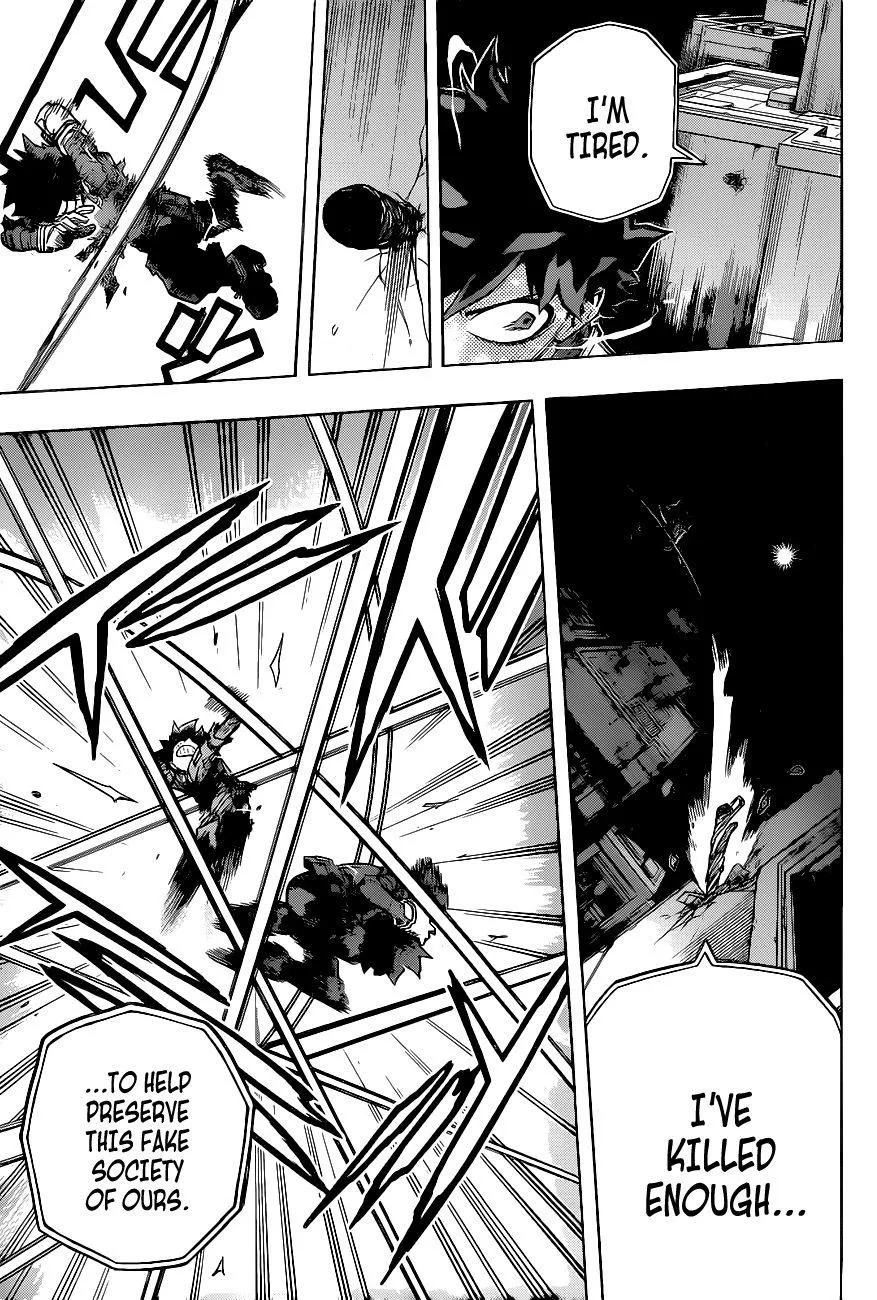 I'M
TIRED.
I'VE
KILLED
ENOUGH...
...TO HELP
PRESERVE
THIS FAKE
SOCIETY
OF OURS.